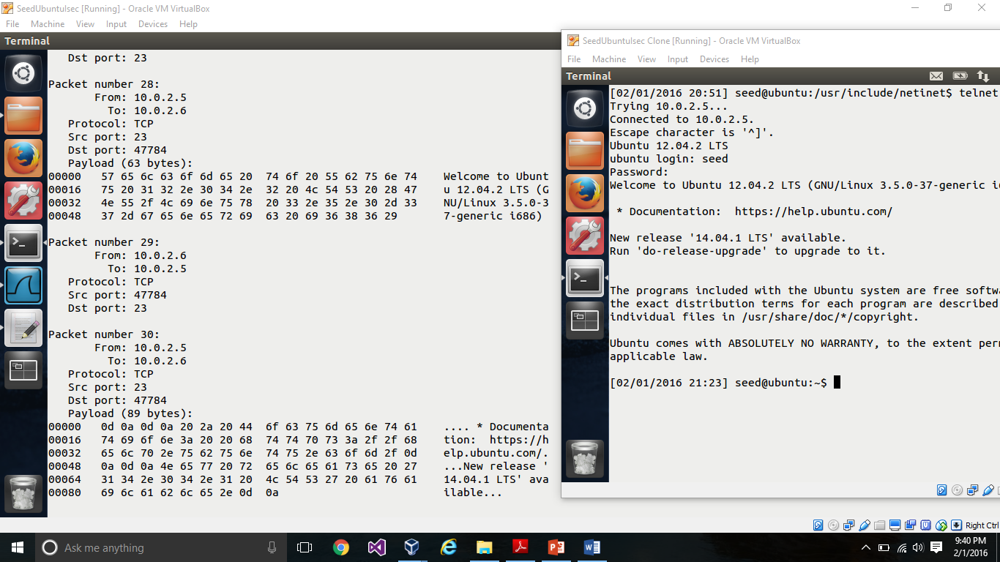 SeedUbuntuIsec [Running] - Oracle VM VirtualBox
File Machine View Input Devices Help
Terminal
Dst port: 23
Packet number 28:
From: 10.0.2.5
To: 10.0.2.6
Protocol: TCP
Src port: 23
Dst port: 47784
Payload (63 bytes):
00000 57 65 6c 63 6f 6d 65 20 74 6f 20 55 62 75 6e 74 Welcome to Ubunt
00016 75 20 31 32 2e 30 34 2e 32 20 4c 54 53 20 28 47 u 12.04.2 LTS (G
00032 4e 55 2f 4c 69 6e 75 78 20 33 2e 35 2e 30 2d 33 NU/Linux 3.5.0-3
00048 37 2d 67 65 6e 65 72 69 63 20 69 36 38 36 29 7-generic i686)
Packet number 29:
From: 10.0.2.6
To: 10.0.2.5
Protocol: TCP
Src port: 47784
Dst port: 23
Packet number 30:
From: 10.0.2.5
To: 10.0.2.6
Protocol: TCP
Src port: 23
Dst port: 47784
Payload (89 bytes):
00000 0d 0a 0d 0a 20 2a 20 44 6f 63 75 6d 65 6e 74 61 .... * Documenta
00016 74 69 6f 6e 3a 20 20 68 74 74 70 73 3a 2f 2f 68 tion: https://h
00032 65 6c 70 2e 75 62 75 6e 74 75 2e 63 6f 6d 2f 0d elp.ubuntu.com/.
00048 0a 0d 0a 4e 65 77 20 72 65 6c 65 61 73 65 20 27 ...New release '
00064 31 34 2e 30 34 2e 31 20 4c 54 53 27 20 61 76 61 14.04.1 LTS' ava
00080 69 6c 61 62 6c 65 2e 0d 0a ilable...
SeedUbuntuIsec Clone [Running] - Oracle VM VirtualBox
File Machine View Input Devices Help
Terminal
[02/01/2016 20:51] seed@ubuntu:/usr/include/netinet$ telnet
Trying 10.0.2.5...
Connected to 10.0.2.5.
Escape character is '^]'.
Ubuntu 12.04.2 LTS
ubuntu login: seed
Password:
Welcome to Ubuntu 12.04.2 LTS (GNU/Linux 3.5.0-37-generic i
* Documentation: https://help.ubuntu.com/
New release '14.04.1 LTS' available.
Run 'do-release-upgrade' to upgrade to it.
The programs included with the Ubuntu system are free softwa
the exact distribution terms for each program are described
individual files in /usr/share/doc/*/copyright.
Ubuntu comes with ABSOLUTELY NO WARRANTY, to the extent per
applicable law.
[02/01/2016 21:23] seed@ubuntu:~$
Right Ctrl
Ask me anything
9:40 PM
2/1/2016